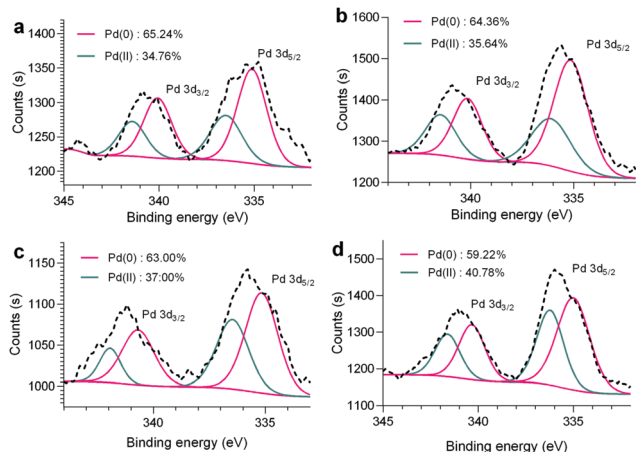 a
Pd(0) : 65.24%
Pd(II) : 34.76%
Pd 3d5/2
Pd 3d3/2
Counts (s)
1400
1350
1300
1250
1200
345
340
335
Binding energy (eV)
b
Pd(0) : 64.36%
Pd(II) : 35.64%
Pd 3d5/2
Pd 3d3/2
Counts (s)
1600
1500
1400
1300
1200
340
335
Binding energy (eV)
c
Pd(0) : 63.00%
Pd(II) : 37:00%
Pd 3d5/2
Pd 3d3/2
Counts (s)
1150
1100
1050
1000
340
335
Binding energy (eV)
d
Pd(0) : 59.22%
Pd(II) : 40.78%
Pd 3d5/2
Pd 3d3/2
Counts (s)
1500
1400
1300
1200
1100
345
340
335
Binding energy (eV)